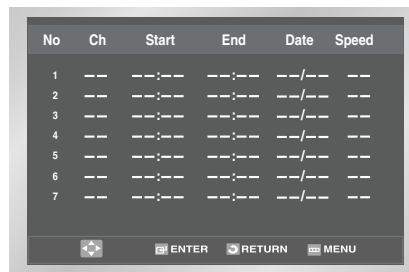 No Ch Start End Date Speed
1 -- --:-- --:-- --/-- --
2 -- --:-- --:-- --/-- --
3 -- --:-- --:-- --/-- --
4 -- --:-- --:-- --/-- --
5 -- --:-- --:-- --/-- --
6 -- --:-- --:-- --/-- --
7 -- --:-- --:-- --/-- --
ENTER RETURN MENU